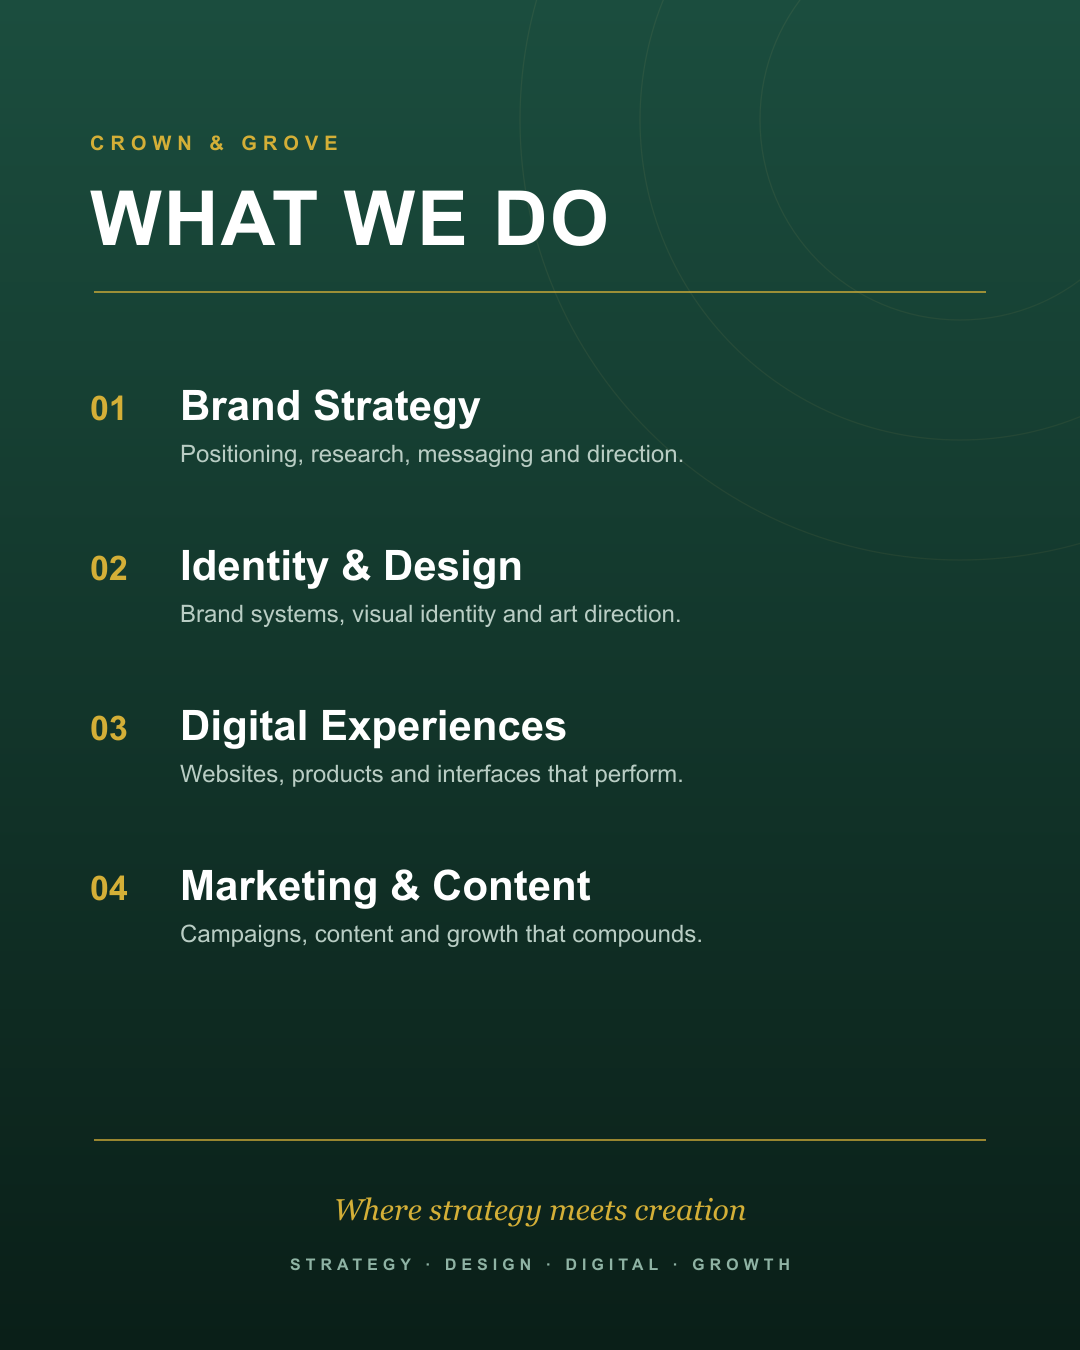 CROWN & GROVE
WHAT WE DO
01 Brand Strategy
Positioning, research, messaging and direction.
02 Identity & Design
Brand systems, visual identity and art direction.
03 Digital Experiences
Websites, products and interfaces that perform.
04 Marketing & Content
Campaigns, content and growth that compounds.
Where strategy meets creation
STRATEGY · DESIGN · DIGITAL · GROWTH